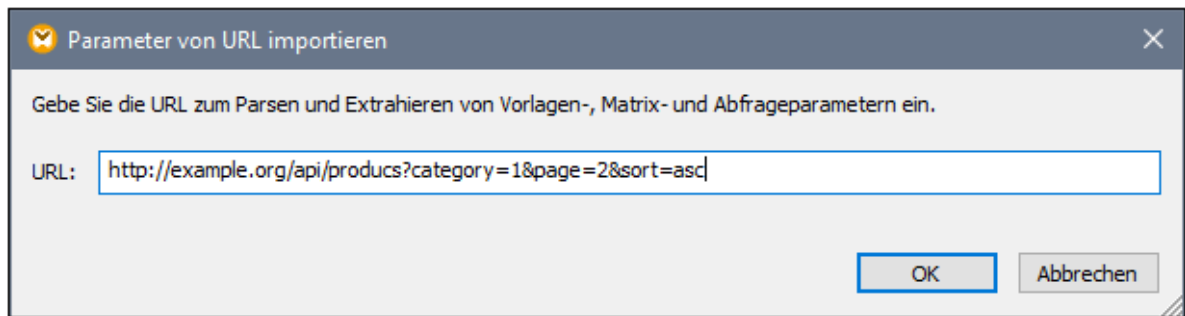 Parameter von URL importieren
Gebe Sie die URL zum Parsen und Extrahieren von Vorlagen-, Matrix- und Abfrageparametern ein.
URL: http://example.org/api/producs?category=1&page=2&sort=asc
OK Abbrechen